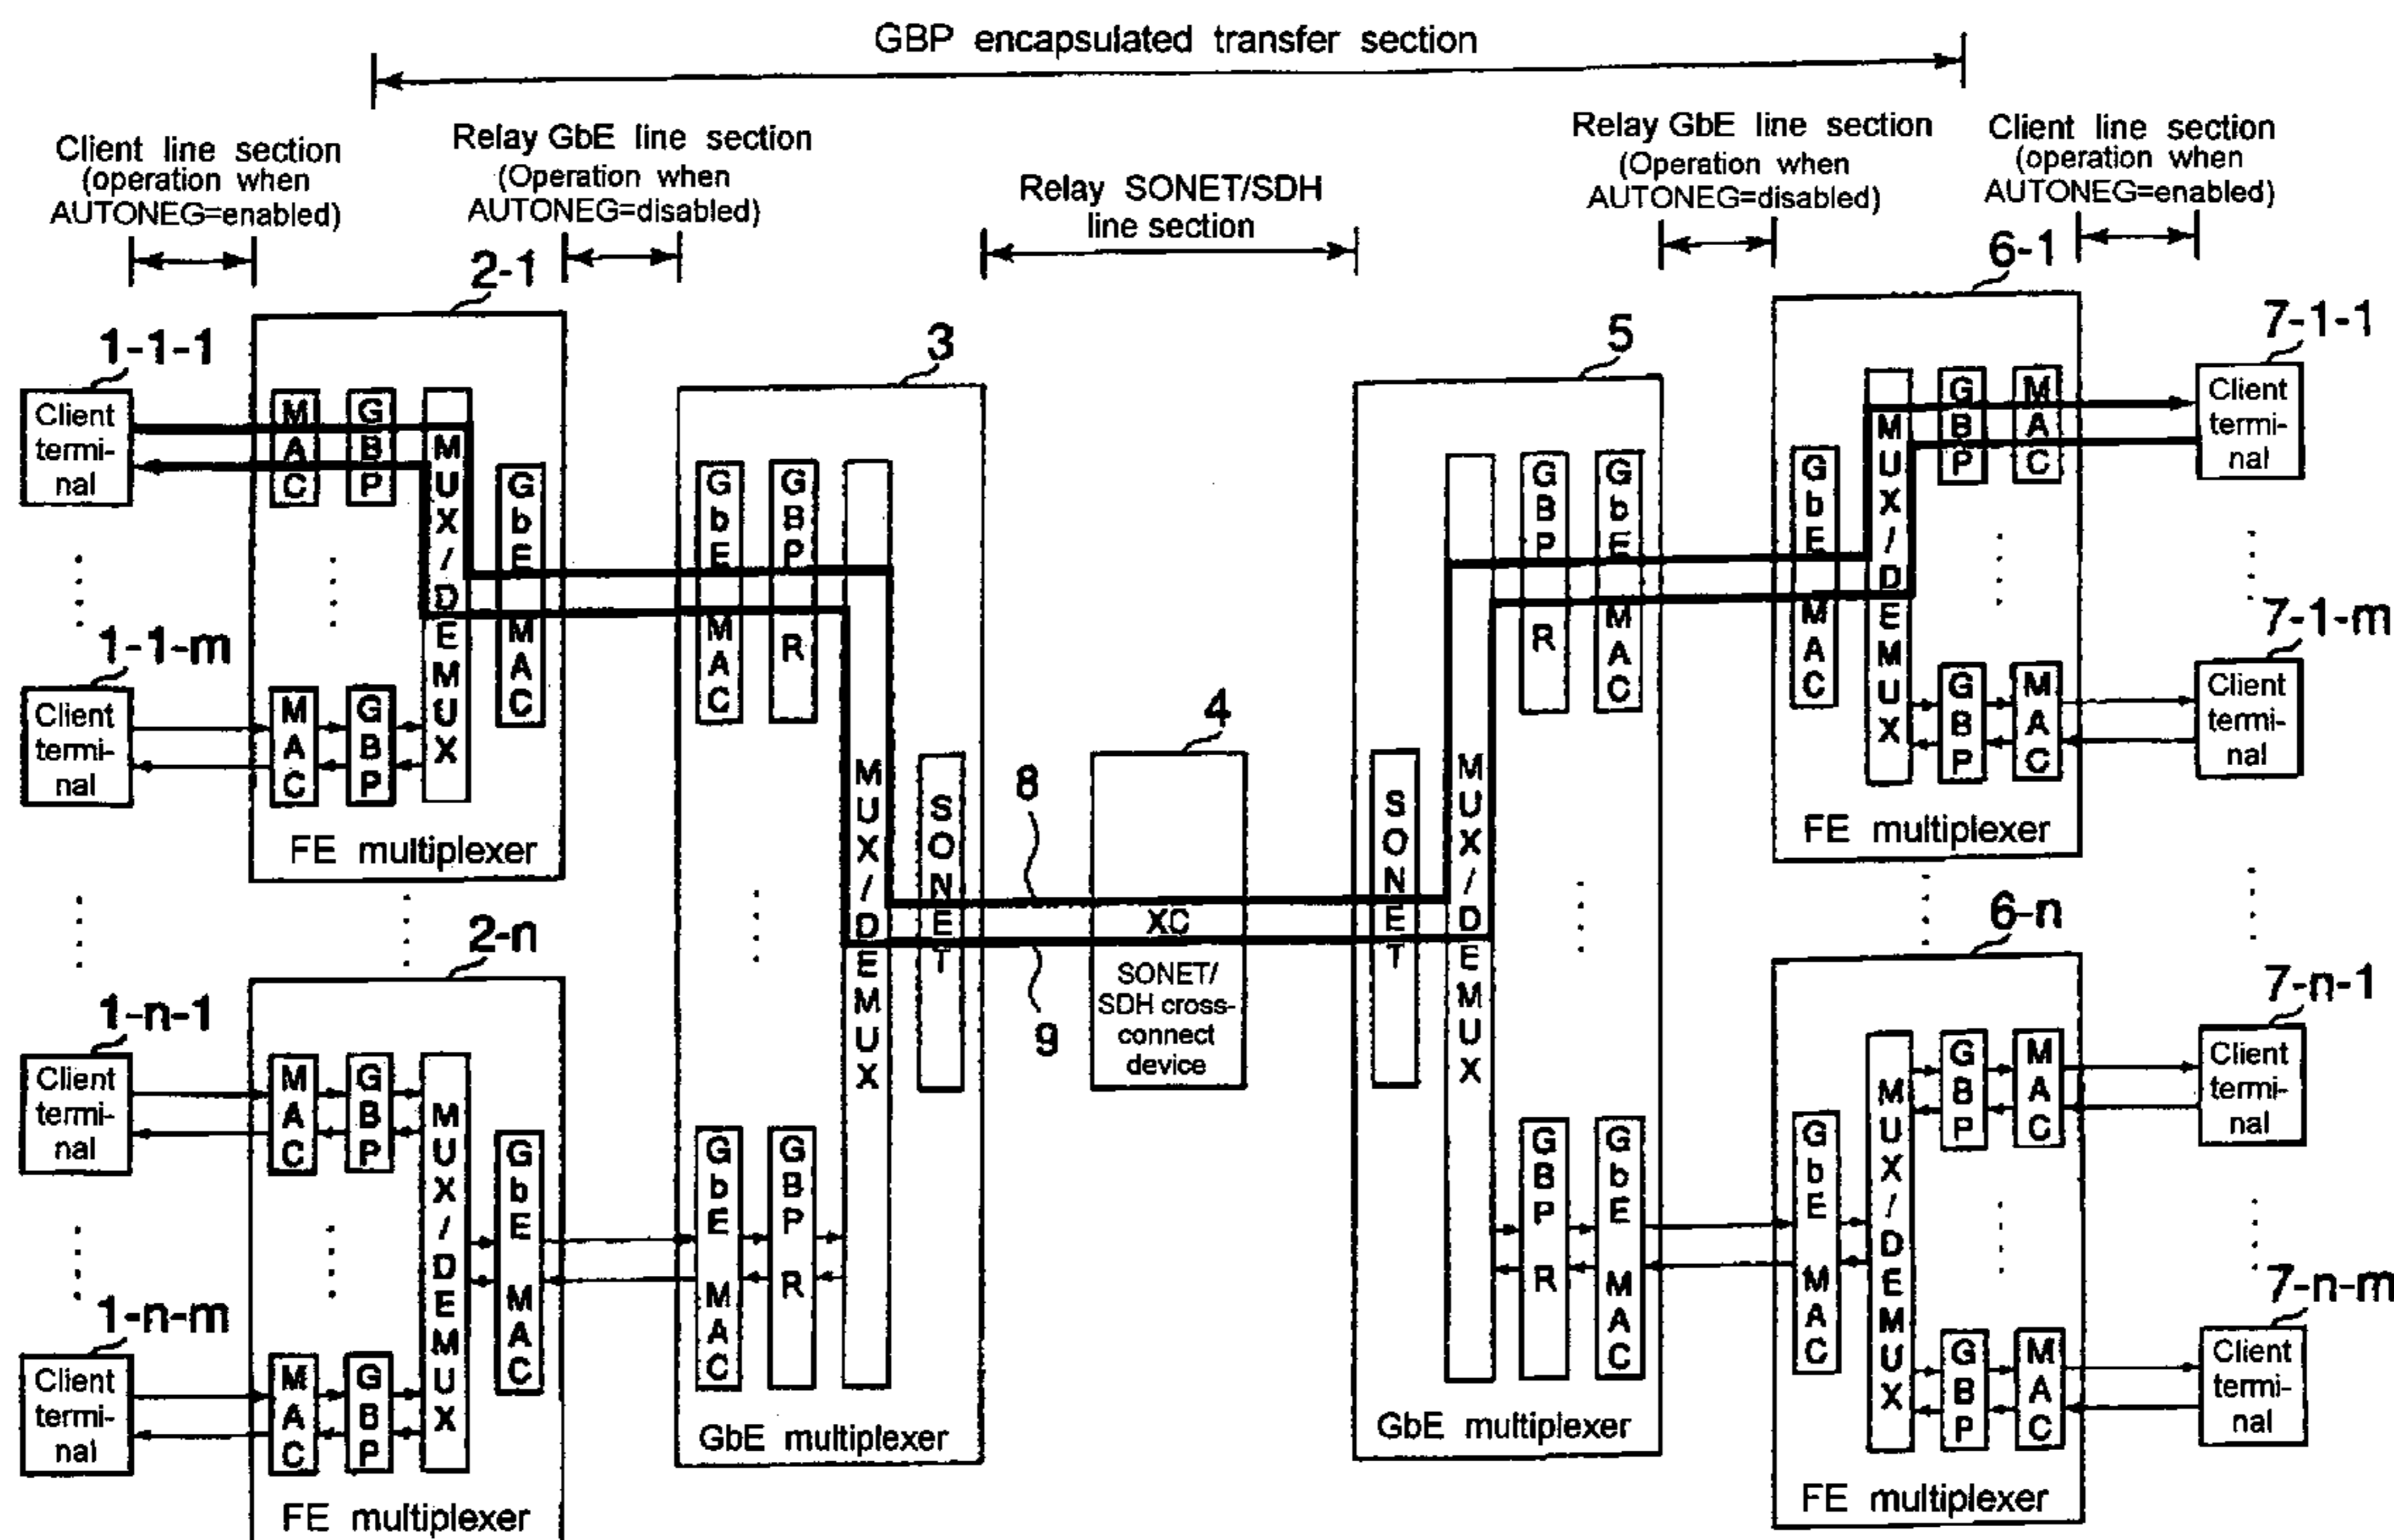 GBP encapsulated transfer section
Client line section
(operation when
AUTONEG=enabled)
Relay GbE line section
(Operation when
AUTONEG=disabled)
Relay SONET/SDH
line section
Relay GbE line section
(Operation when
AUTONEG=disabled)
Client line section
(operation when
AUTONEG=enabled)
1-1-1
Client
termi-
nal
1-1-m
Client
termi-
nal
1-n-1
Client
termi-
nal
1-n-m
Client
termi-
nal
2-1
MAC
GBP
MUX/DEMUX
GbE MAC
MAC
GBP
FE multiplexer
2-n
MAC
GBP
MUX/DEMUX
GbE MAC
MAC
GBP
FE multiplexer
3
GbE MAC
GBP R
MUX/DEMUX
SONET
GbE MAC
GBP R
GbE multiplexer
8
9
4
XC
SONET/
SDH cross-
connect
device
5
SONET
MUX/DEMUX
GBP R
GbE MAC
GBP R
GbE MAC
GbE multiplexer
6-1
GbE MAC
MUX/DEMUX
GBP
MAC
GBP
MAC
FE multiplexer
6-n
GbE MAC
MUX/DEMUX
GBP
MAC
GBP
MAC
FE multiplexer
7-1-1
Client
termi-
nal
7-1-m
Client
termi-
nal
7-n-1
Client
termi-
nal
7-n-m
Client
termi-
nal